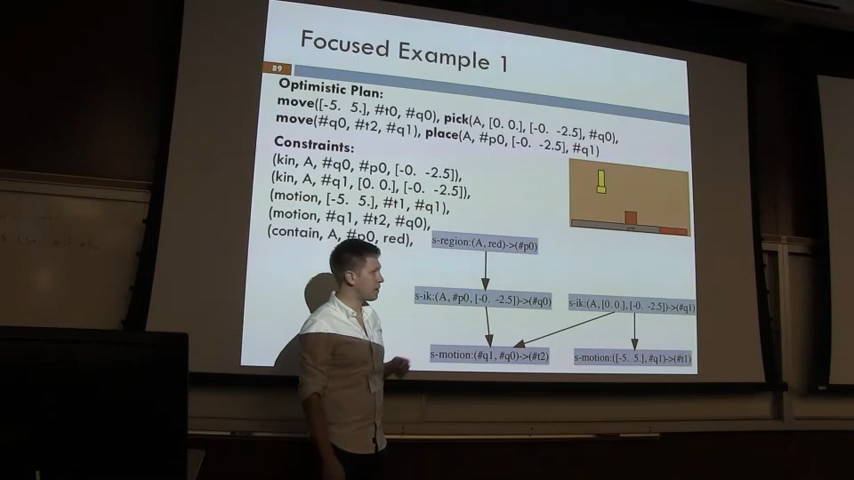 Focused Example 1
89
Optimistic Plan:
move([-5. 5.], #t0, #q0), pick(A, [0. 0.], [-0. -2.5], #q0),
move(#q0, #t2, #q1), place(A, #p0, [-0. -2.5], #q1)
Constraints:
(kin, A, #q0, #p0, [-0. -2.5]),
(kin, A, #q1, [0. 0.], [-0. -2.5]),
(motion, [-5. 5.], #t1, #q1),
(motion, #q1, #t2, #q0),
(contain, A, #p0, red),
s-region:(A, red)->(#p0)
s-ik:(A, #p0, [-0. -2.5])->(#q0)
s-ik:(A, [0. 0.], [-0. -2.5])->(#q1)
s-motion:(#q1, #q0)->(#t2)
s-motion:([-5. 5.], #q1)->(#t1)